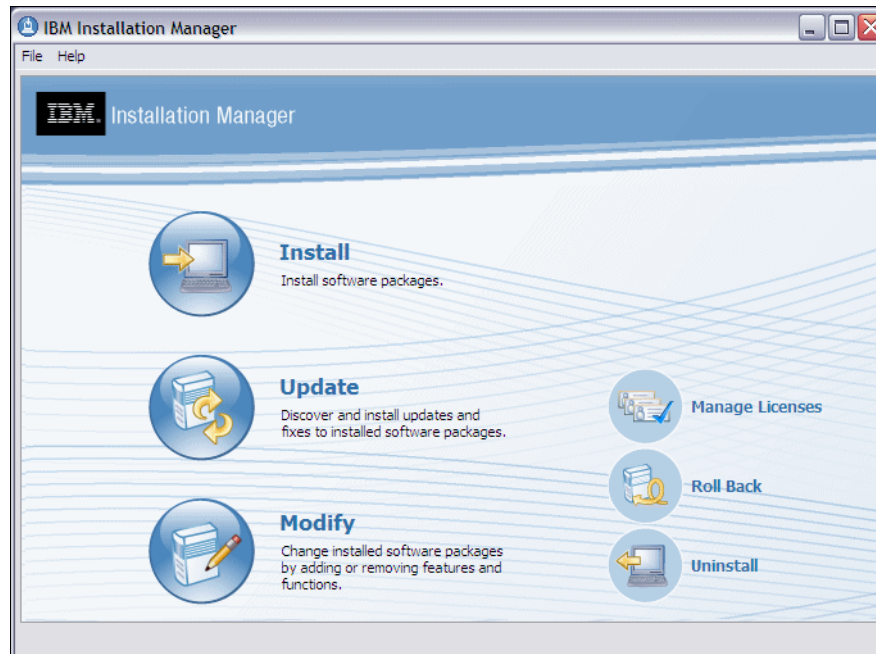 IBM Installation Manager
File Help
IBM. Installation Manager
Install
Install software packages.
Update
Discover and install updates and
fixes to installed software packages.
Modify
Change installed software packages
by adding or removing features and
functions.
Manage Licenses
Roll Back
Uninstall